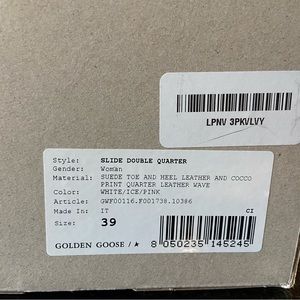 LPNV 3PKVLVY
Style: SLIDE DOUBLE QUARTER
Gender: Woman
Material: SUEDE TOE AND HEEL LEATHER AND COCCO
PRINT QUARTER LEATHER WAVE
Color: WHITE/ICE/PINK
Article: GWF00116.F001738.10386
Made In: IT
CI
Size: 39
GOLDEN GOOSE /★
8 050235 145245